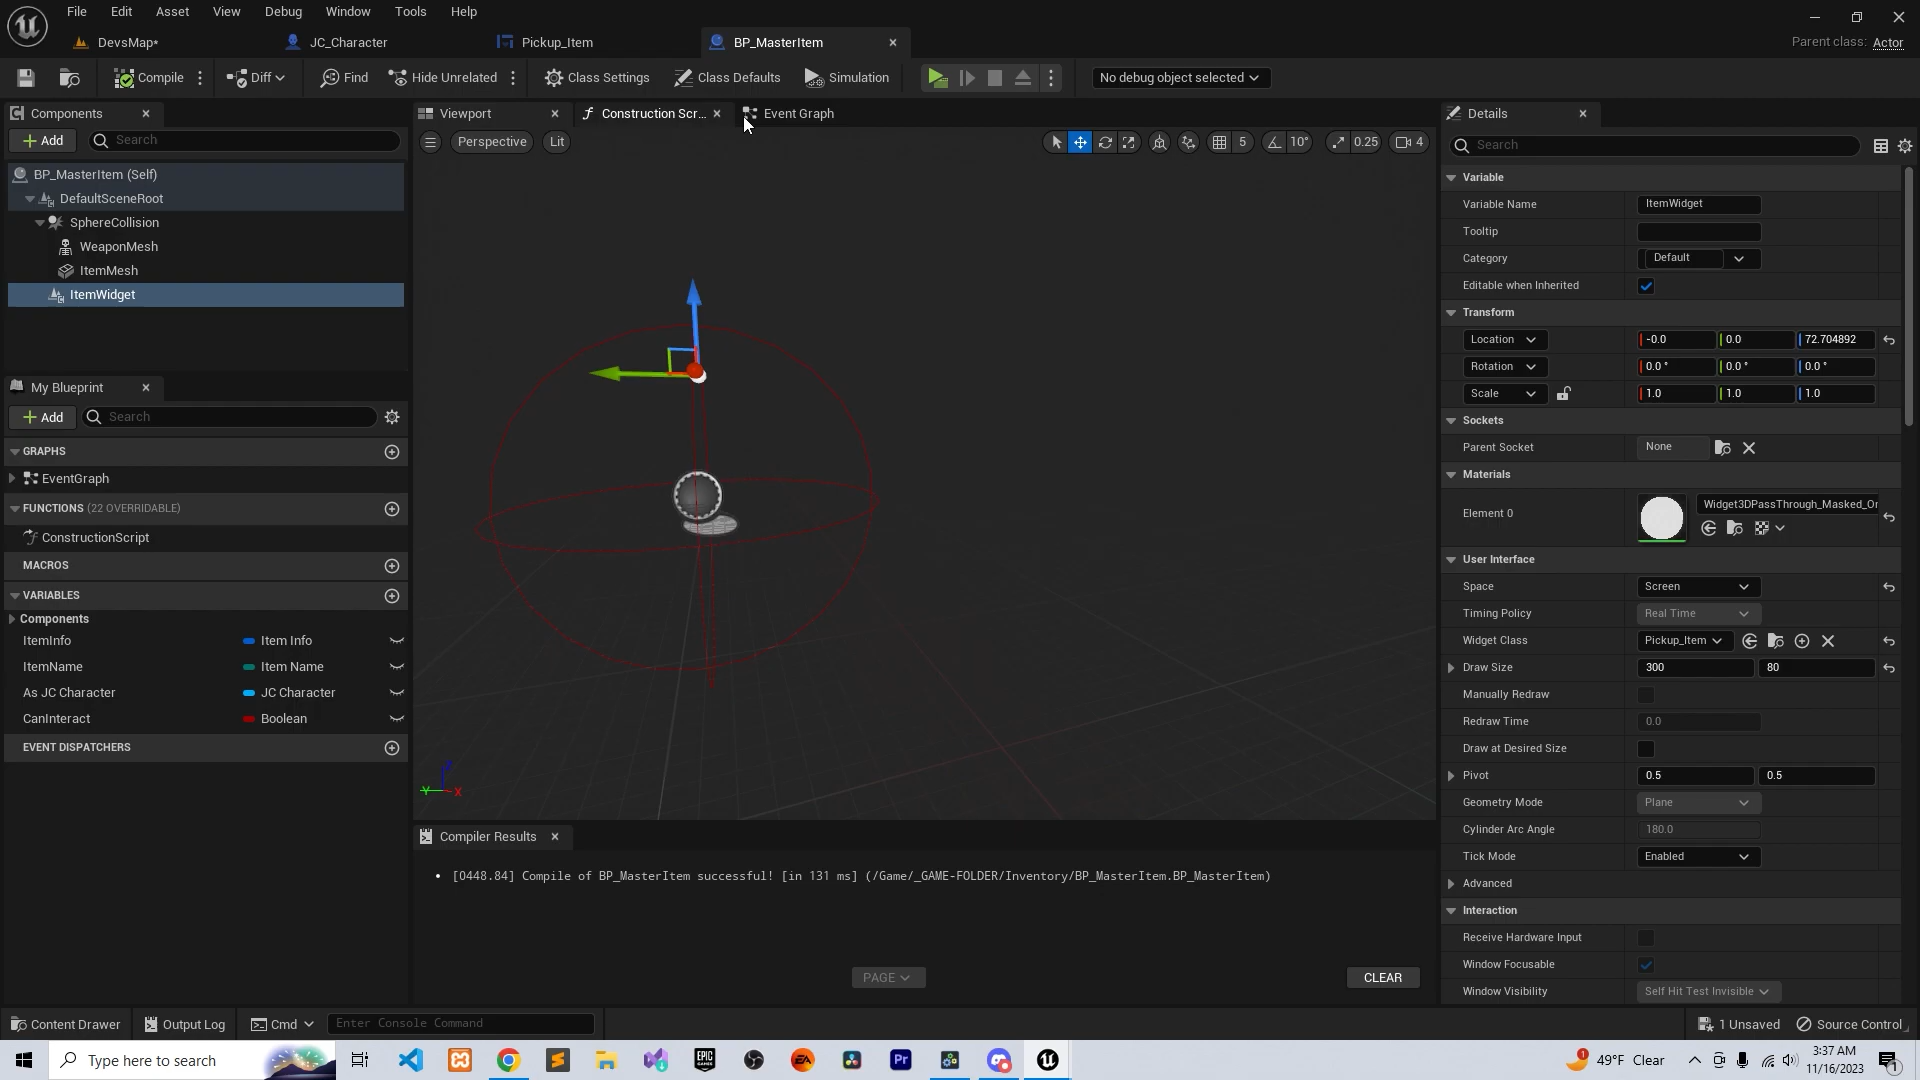 File Edit Asset View Debug Window Tools Help
DevsMap* JC_Character Pickup_Item BP_MasterItem
Parent class: Actor
Compile Diff Find Hide Unrelated Class Settings Class Defaults Simulation No debug object selected
Components
Add Search
BP_MasterItem (Self)
DefaultSceneRoot
SphereCollision
WeaponMesh
ItemMesh
ItemWidget
My Blueprint
Add Search
GRAPHS
EventGraph
FUNCTIONS (22 OVERRIDABLE)
ConstructionScript
MACROS
VARIABLES
Components
ItemInfo Item Info
ItemName Item Name
As JC Character JC Character
CanInteract Boolean
EVENT DISPATCHERS
Viewport Construction Scr... Event Graph
Perspective Lit 5 10° 0.25 4
Z Y X
Compiler Results
• [0448.84] Compile of BP_MasterItem successful! [in 131 ms] (/Game/_GAME-FOLDER/Inventory/BP_MasterItem.BP_MasterItem)
PAGE CLEAR
Details
Search
Variable
Variable Name ItemWidget
Tooltip
Category Default
Editable when Inherited
Transform
Location -0.0 0.0 72.704892
Rotation 0.0 ° 0.0 ° 0.0 °
Scale 1.0 1.0 1.0
Sockets
Parent Socket None
Materials
Element 0 Widget3DPassThrough_Masked_Or
User Interface
Space Screen
Timing Policy Real Time
Widget Class Pickup_Item
Draw Size 300 80
Manually Redraw
Redraw Time 0.0
Draw at Desired Size
Pivot 0.5 0.5
Geometry Mode Plane
Cylinder Arc Angle 180.0
Tick Mode Enabled
Advanced
Interaction
Receive Hardware Input
Window Focusable
Window Visibility Self Hit Test Invisible
Content Drawer Output Log Cmd Enter Console Command 1 Unsaved Source Control
Type here to search EPIC GAMES EA Pr 1 49°F Clear 3:37 AM
11/16/2023 1